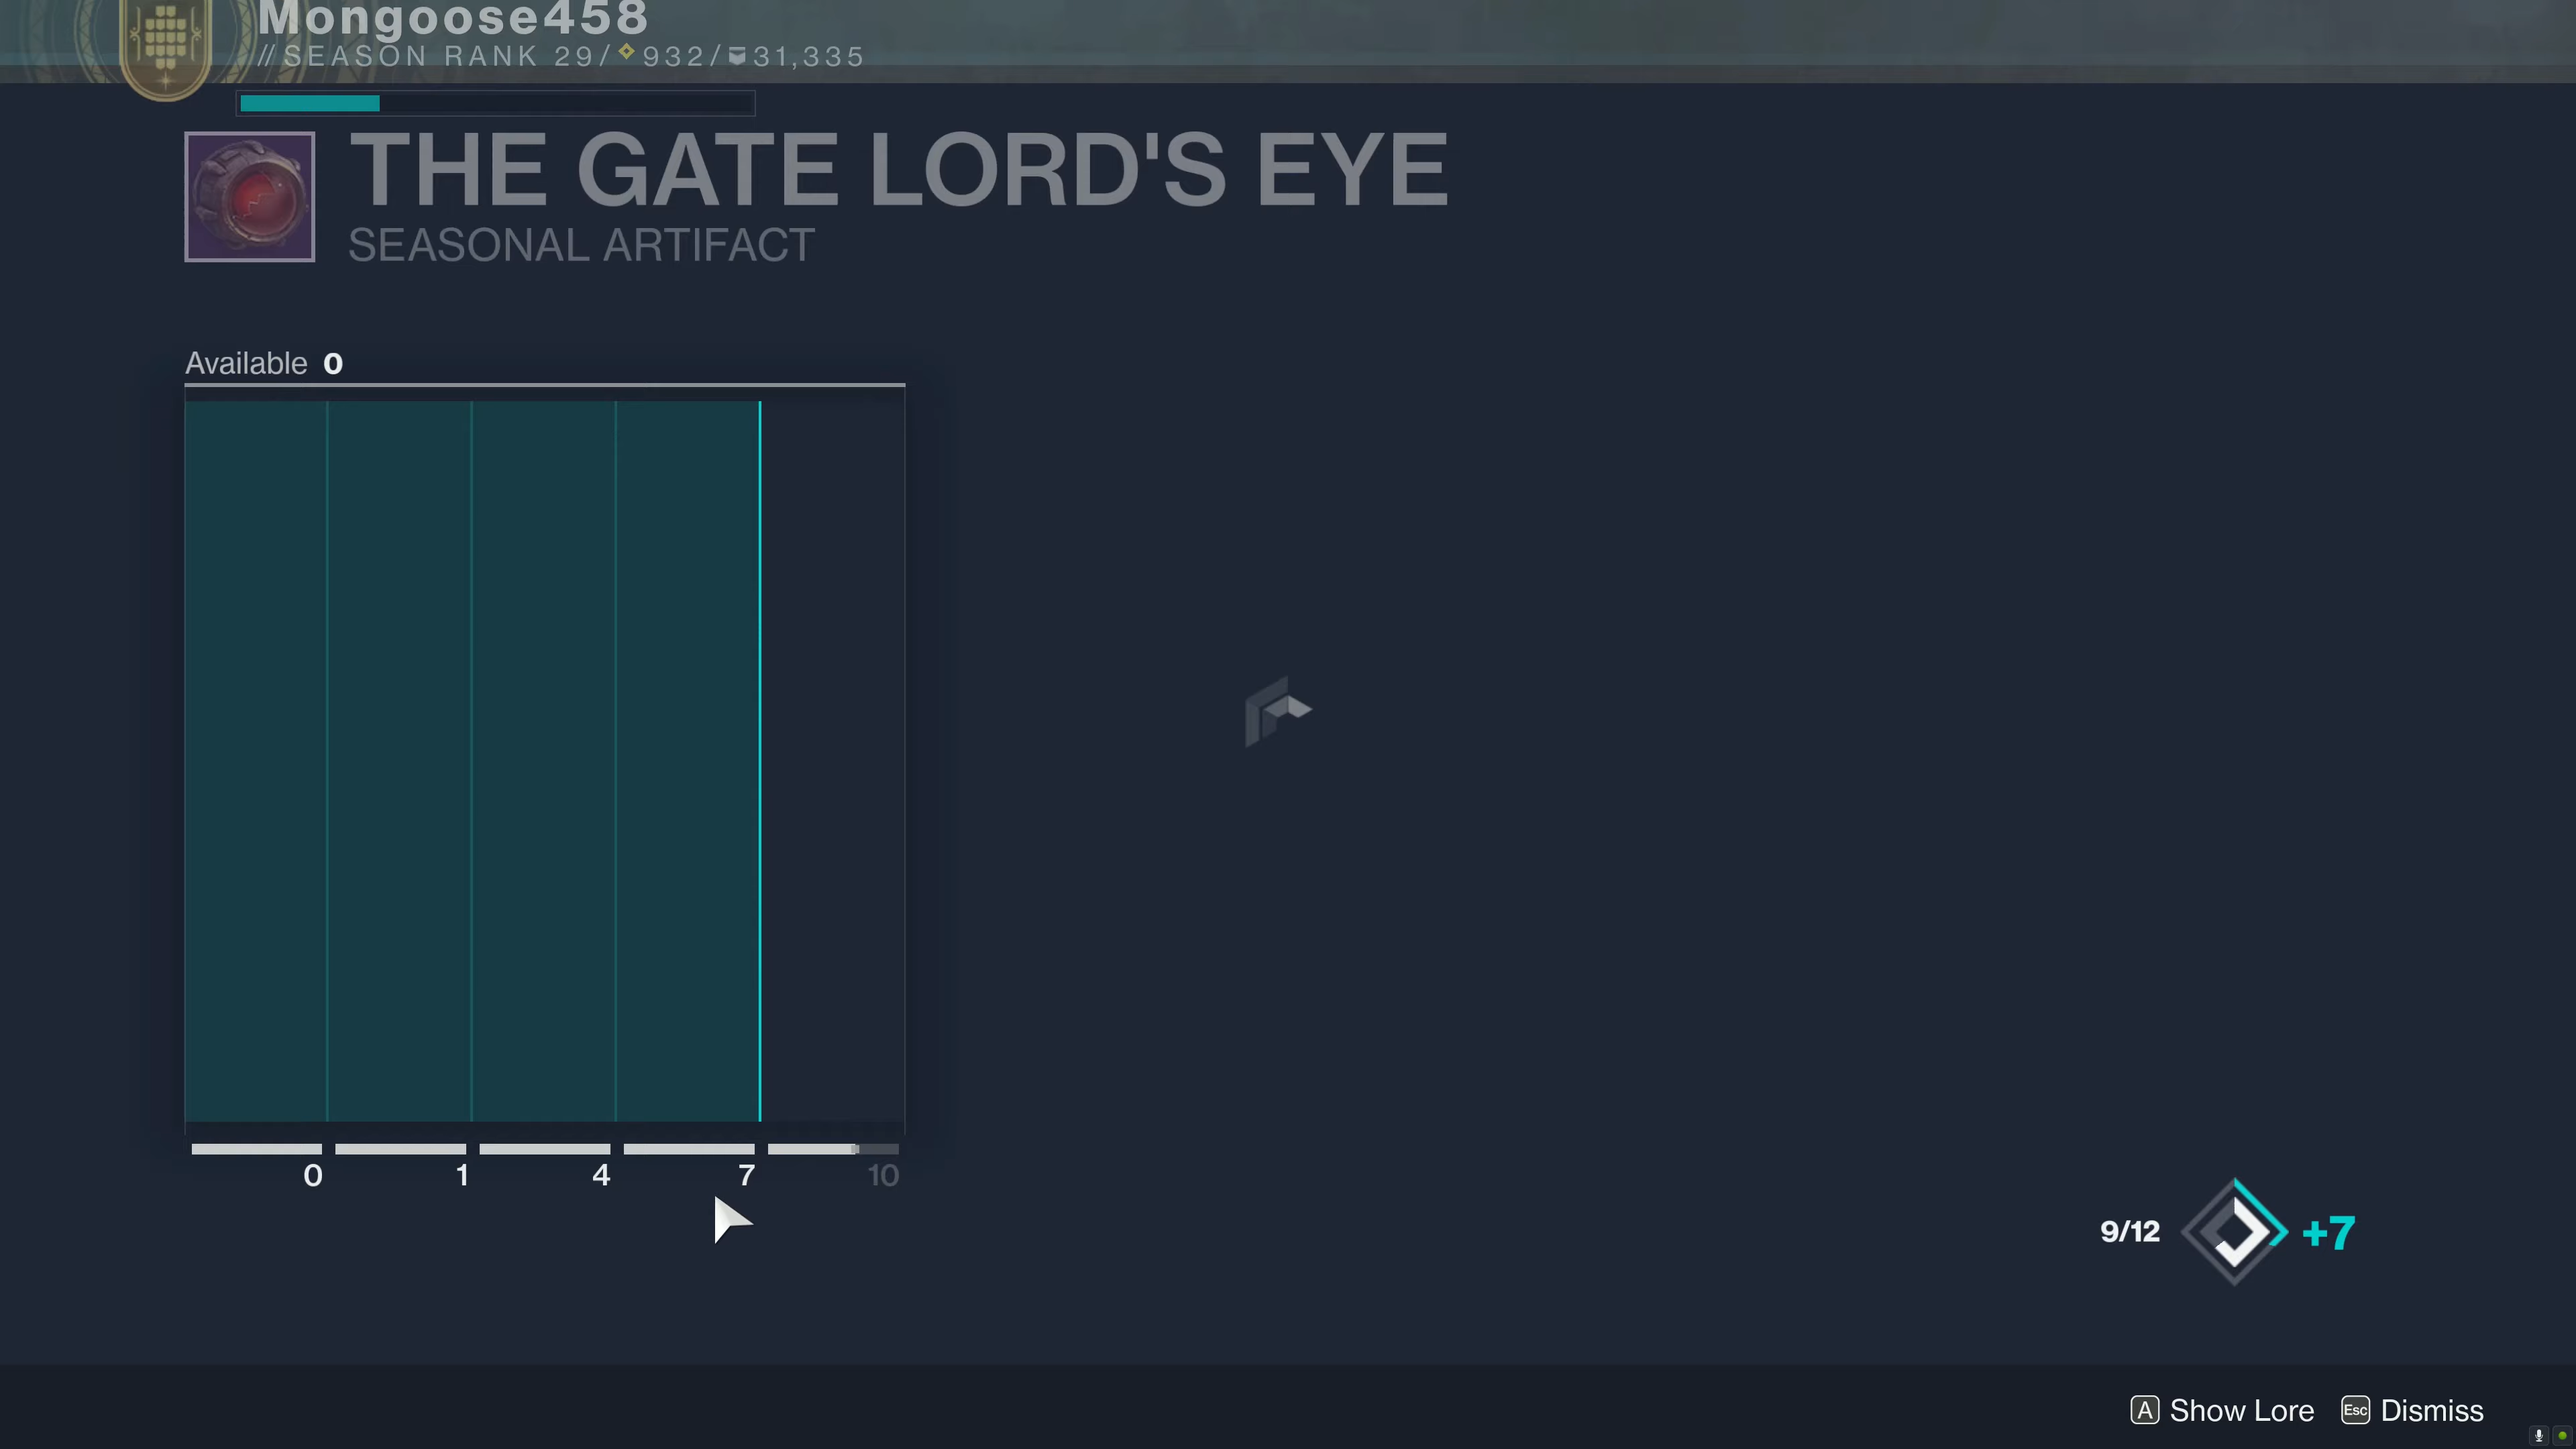 Mongoose458
// SEASON RANK 29/ 932/ 31,335
THE GATE LORD'S EYE
SEASONAL ARTIFACT
Available 0
0 1 4 7 10
9/12 +7
A Show Lore Esc Dismiss